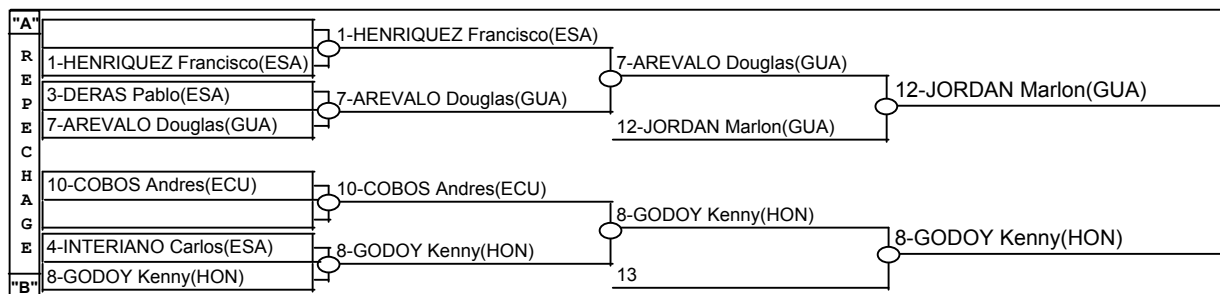 "A"
REPECHAGE
"B"
1-HENRIQUEZ Francisco(ESA)
3-DERAS Pablo(ESA)
7-AREVALO Douglas(GUA)
10-COBOS Andres(ECU)
4-INTERIANO Carlos(ESA)
8-GODOY Kenny(HON)
1-HENRIQUEZ Francisco(ESA)
7-AREVALO Douglas(GUA)
10-COBOS Andres(ECU)
8-GODOY Kenny(HON)
7-AREVALO Douglas(GUA)
12-JORDAN Marlon(GUA)
8-GODOY Kenny(HON)
13
12-JORDAN Marlon(GUA)
8-GODOY Kenny(HON)